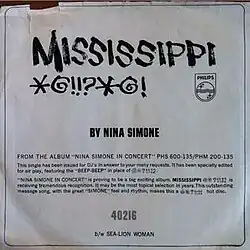 MISSISSIPPI
*@!!?*@!
PHILIPS
BY NINA SIMONE
FROM THE ALBUM "NINA SIMONE IN CONCERT" PHS 600-135/PHM 200-135
This single has been issued for DJ's in answer to your many requests. It has been specially edited
for air play, featuring the "BEEP-BEEP" in place of
"NINA SIMONE IN CONCERT" is proving to be a big exciting album. MISSISSIPPI is
receiving tremendous recognition. It may be the most topical selection in years. This outstanding
message song, with the great "SIMONE" feel and rhythm, makes this a hot disc.
40216
b/w SEA-LION WOMAN